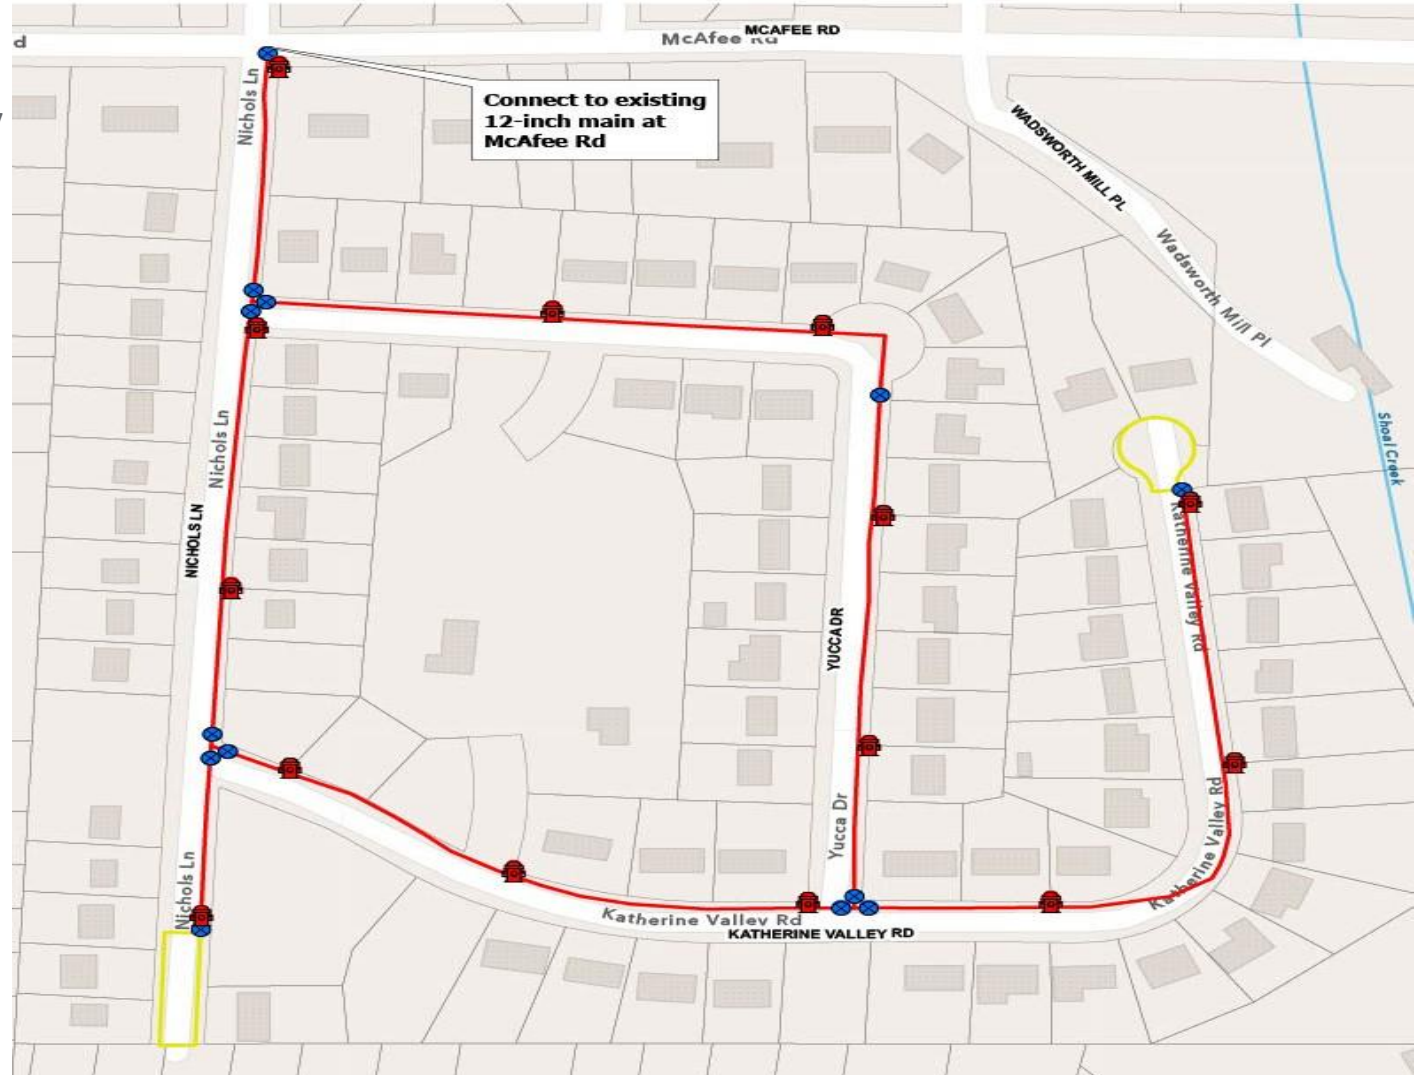 d
McAfee Rd
MCAFEE RD
Nichols Ln
Connect to existing
12-inch main at
McAfee Rd
WADSWORTH MILL PL
Wadsworth Mill Pl
Shoal Creek
Nichols Ln
NICHOLS LN
Katherine Valley Rd
YUCCA DR
Yucca Dr
Katherine Valley Rd
Nichols Ln
Katherine Valley Rd
KATHERINE VALLEY RD